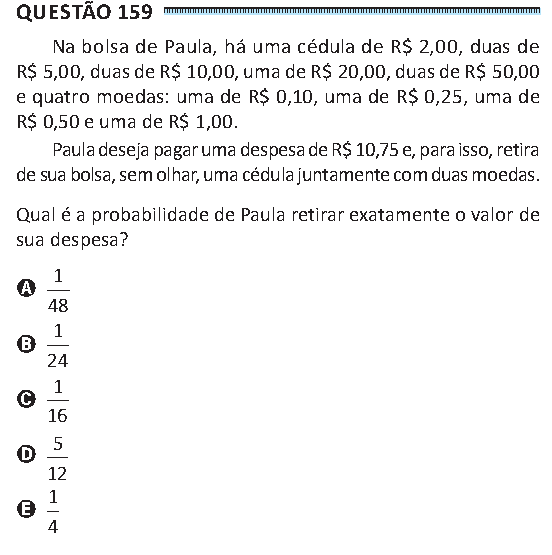 QUESTÃO 159
Na bolsa de Paula, há uma cédula de R$ 2,00, duas de
R$ 5,00, duas de R$ 10,00, uma de R$ 20,00, duas de R$ 50,00
e quatro moedas: uma de R$ 0,10, uma de R$ 0,25, uma de
R$ 0,50 e uma de R$ 1,00.
Paula deseja pagar uma despesa de R$ 10,75 e, para isso, retira
de sua bolsa, sem olhar, uma cédula juntamente com duas moedas.
Qual é a probabilidade de Paula retirar exatamente o valor de
sua despesa?
A 1/48
B 1/24
C 1/16
D 5/12
E 1/4